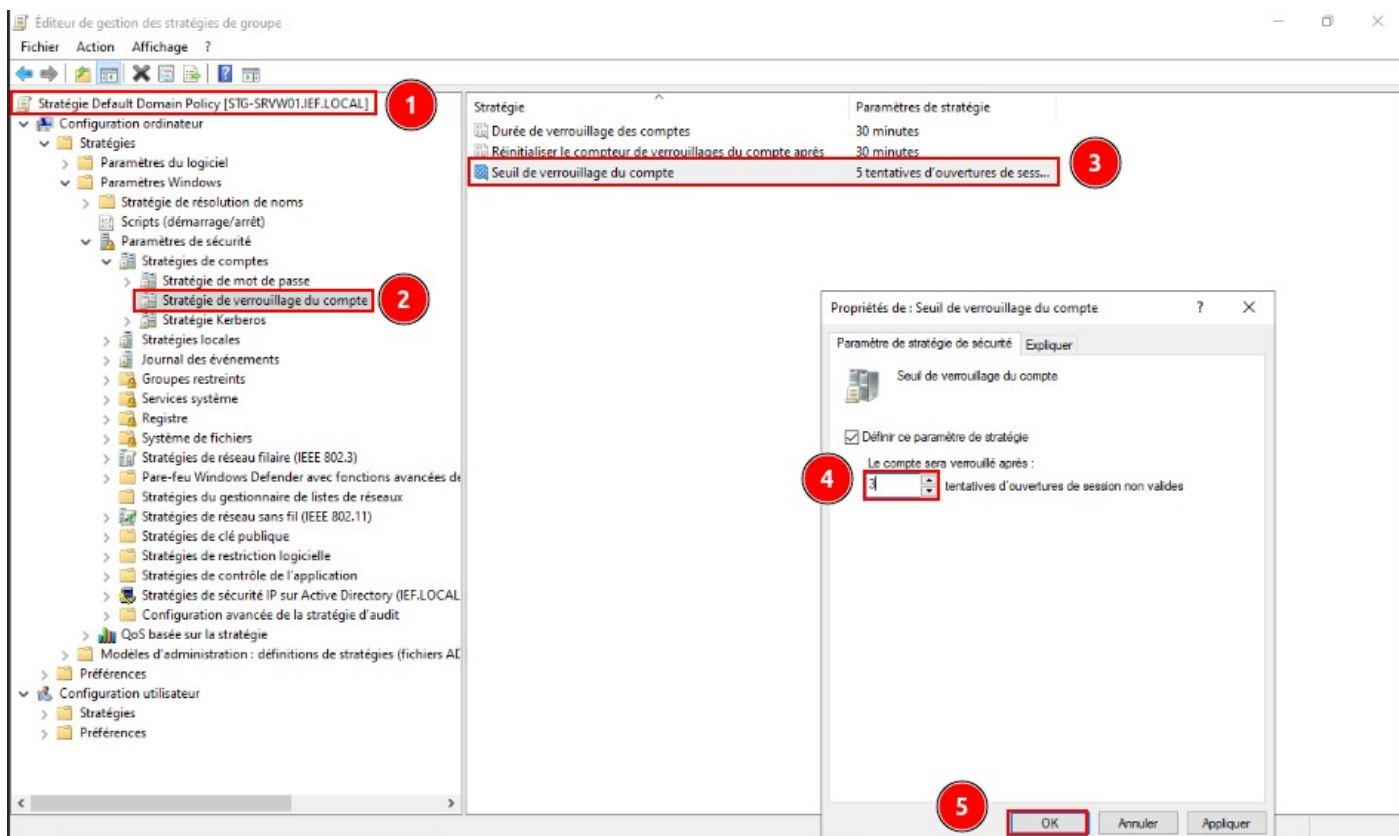 Éditeur de gestion des stratégies de groupe
Fichier Action Affichage ?
Stratégie Default Domain Policy [STG-SRVW01.IEF.LOCAL]
1
Configuration ordinateur
Stratégies
Paramètres du logiciel
Paramètres Windows
Stratégie de résolution de noms
Scripts (démarrage/arrêt)
Paramètres de sécurité
Stratégies de comptes
Stratégie de mot de passe
Stratégie de verrouillage du compte
2
Stratégie Kerberos
Stratégies locales
Journal des événements
Groupes restreints
Services système
Registre
Système de fichiers
Stratégies de réseau filaire (IEEE 802.3)
Pare-feu Windows Defender avec fonctions avancées de
Stratégies du gestionnaire de listes de réseaux
Stratégies de réseau sans fil (IEEE 802.11)
Stratégies de clé publique
Stratégies de restriction logicielle
Stratégies de contrôle de l'application
Stratégies de sécurité IP sur Active Directory (IEF.LOCAL
Configuration avancée de la stratégie d'audit
QoS basée sur la stratégie
Modèles d'administration : définitions de stratégies (fichiers AD
Préférences
Configuration utilisateur
Stratégies
Préférences
Stratégie Paramètres de stratégie
Durée de verrouillage des comptes 30 minutes
Réinitialiser le compteur de verrouillages du compte après 30 minutes
Seuil de verrouillage du compte 5 tentatives d'ouvertures de sess...
3
Propriétés de : Seuil de verrouillage du compte ?
Paramètre de stratégie de sécurité Expliquer
Seuil de verrouillage du compte
Définir ce paramètre de stratégie
Le compte sera verrouillé après :
4
3 tentatives d'ouvertures de session non valides
5
OK Annuler Appliquer